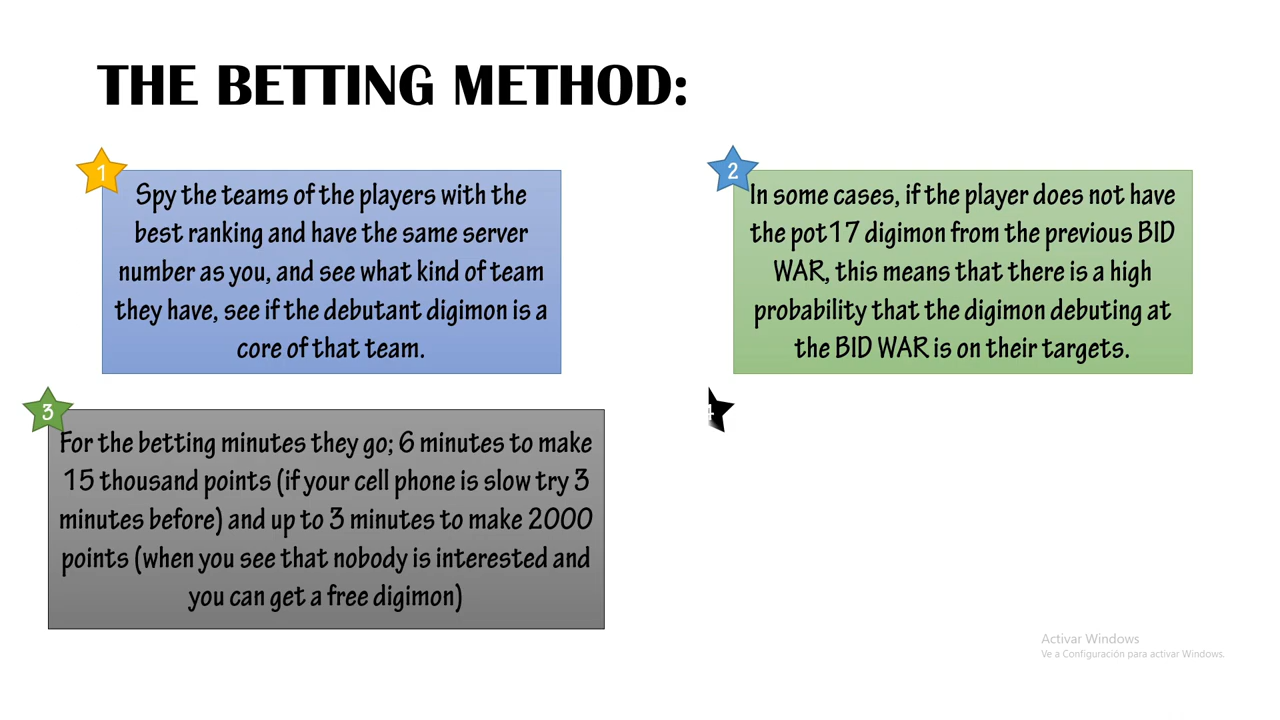 THE BETTING METHOD:
1
Spy the teams of the players with the
best ranking and have the same server
number as you, and see what kind of team
they have, see if the debutant digimon is a
core of that team.
2
In some cases, if the player does not have
the pot17 digimon from the previous BID
WAR, this means that there is a high
probability that the digimon debuting at
the BID WAR is on their targets.
3
For the betting minutes they go; 6 minutes to make
15 thousand points (if your cell phone is slow try 3
minutes before) and up to 3 minutes to make 2000
points (when you see that nobody is interested and
you can get a free digimon)
Activar Windows
Ve a Configuración para activar Windows.